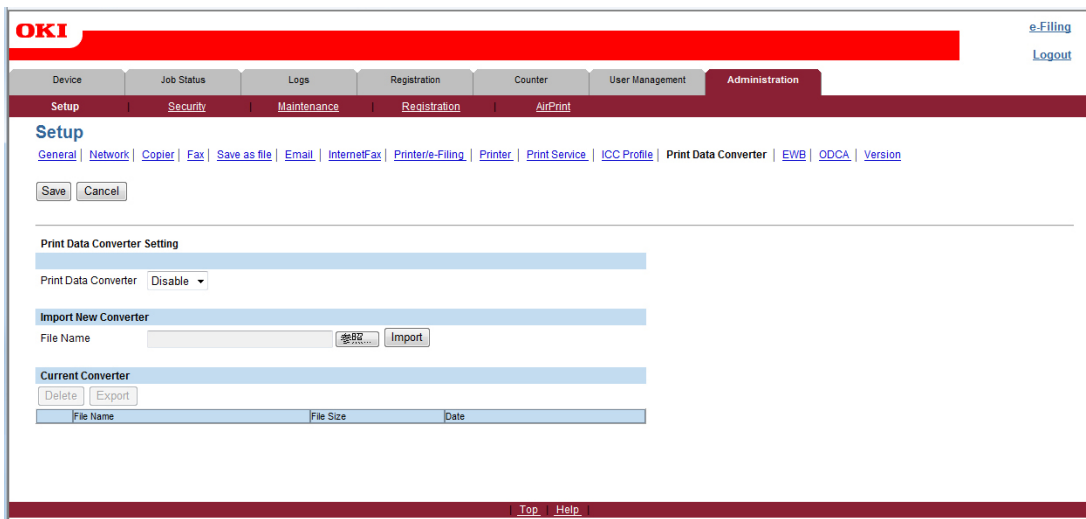 OKI
e-Filing
Logout
Device Job Status Logs Registration Counter User Management Administration
Setup Security Maintenance Registration AirPrint
Setup
General | Network | Copier | Fax | Save as file | Email | InternetFax | Printer/e-Filing | Printer | Print Service | ICC Profile | Print Data Converter | EWB | ODCA | Version
Save Cancel
Print Data Converter Setting
Print Data Converter Disable
Import New Converter
File Name 参照... Import
Current Converter
Delete Export
File Name File Size Date
Top | Help